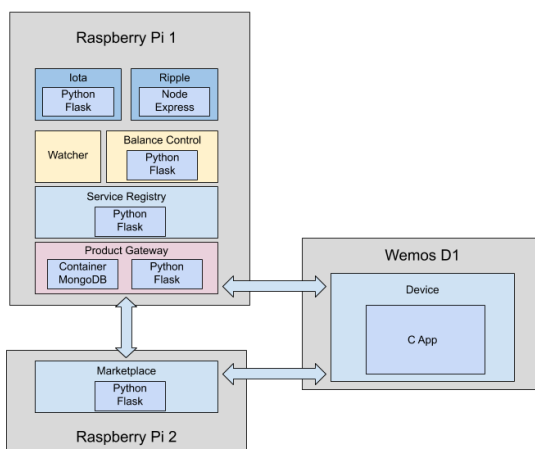 Raspberry Pi 1
Iota
Python
Flask
Ripple
Node
Express
Watcher
Balance Control
Python
Flask
Service Registry
Python
Flask
Product Gateway
Container
MongoDB
Python
Flask
Wemos D1
Device
C App
Marketplace
Python
Flask
Raspberry Pi 2